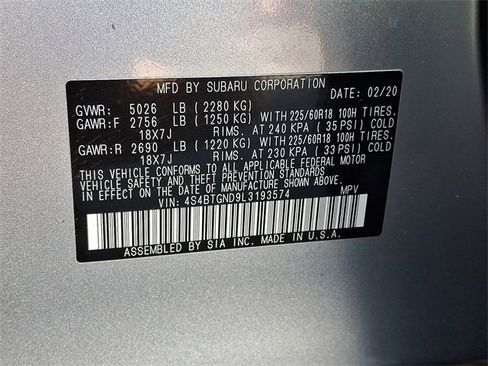 MFD BY SUBARU CORPORATION
DATE: 02/20
GVWR: 5026 LB (2280 KG)
GAWR:F 2756 LB (1250 KG) WITH 225/60R18 100H TIRES.
18X7J RIMS. AT 240 KPA (35 PSI) COLD
GAWR:R 2690 LB (1220 KG) WITH 225/60R18 100H TIRES.
18X7J RIMS. AT 230 KPA (33 PSI) COLD
THIS VEHICLE CONFORMS TO ALL APPLICABLE FEDERAL MOTOR
VEHICLE SAFETY AND THEFT PREVENTION STANDARDS IN
EFFECT ON THE DATE OF MANUFACTURE SHOWN ABOVE.
VIN: 4S4BTGND9L3193574 MPV
ASSEMBLED BY SIA INC. MADE IN U.S.A.